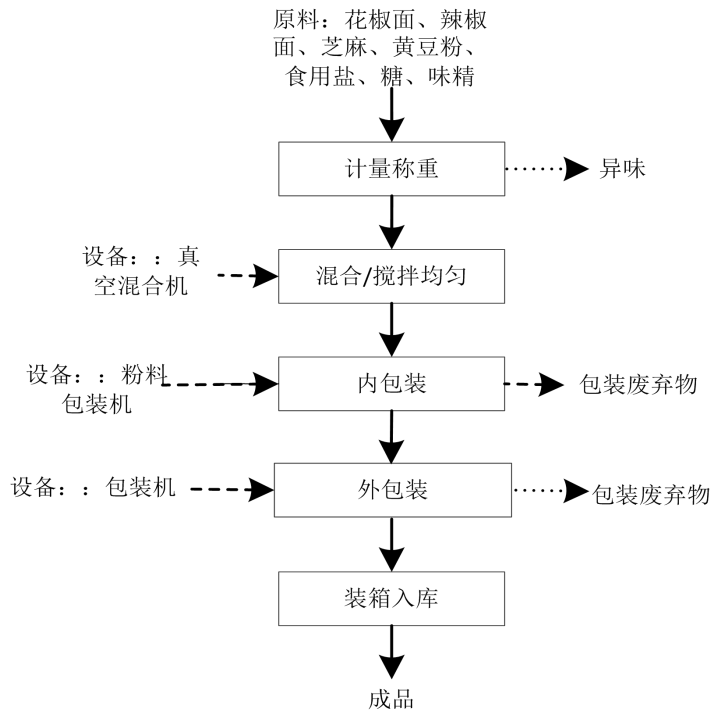 原料：花椒面、辣椒
面、芝麻、黄豆粉、
食用盐、糖、味精
计量称重
异味
设备：：真
空混合机
混合/搅拌均匀
设备：：粉料
包装机
内包装
包装废弃物
设备：：包装机
外包装
包装废弃物
装箱入库
成品